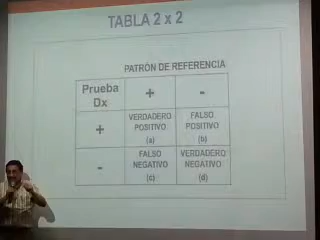 TABLA 2 x 2
PATRÓN DE REFERENCIA
Prueba
Dx
+
-
+
VERDADERO
POSITIVO
(a)
FALSO
POSITIVO
(b)
-
FALSO
NEGATIVO
(c)
VERDADERO
NEGATIVO
(d)